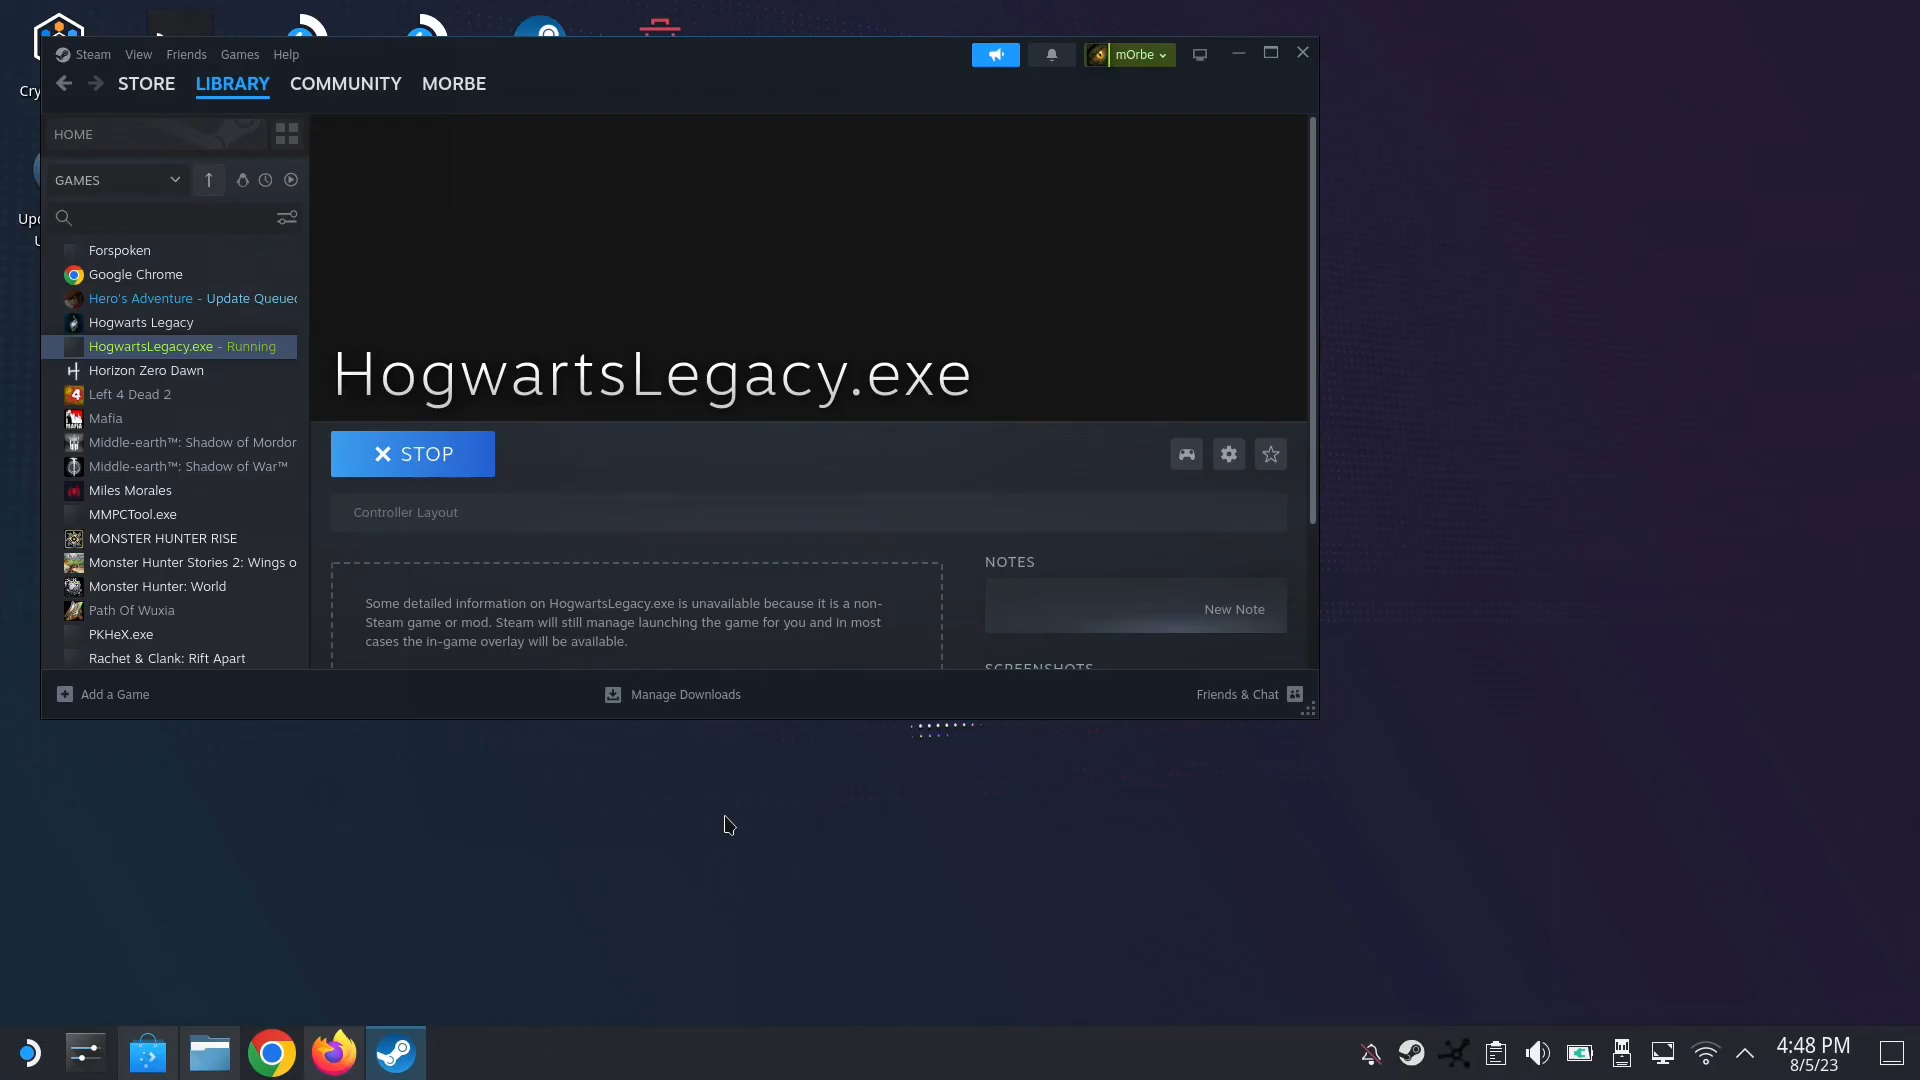 Steam View Friends Games Help
mOrbe
STORE LIBRARY COMMUNITY MORBE
HOME
GAMES
Forspoken
Google Chrome
Hero's Adventure - Update Queued
Hogwarts Legacy
HogwartsLegacy.exe - Running
Horizon Zero Dawn
Left 4 Dead 2
Mafia
Middle-earth™: Shadow of Mordor
Middle-earth™: Shadow of War™
Miles Morales
MMPCTool.exe
MONSTER HUNTER RISE
Monster Hunter Stories 2: Wings o
Monster Hunter: World
Path Of Wuxia
PKHeX.exe
Rachet & Clank: Rift Apart
HogwartsLegacy.exe
STOP
Controller Layout
Some detailed information on HogwartsLegacy.exe is unavailable because it is a non-
Steam game or mod. Steam will still manage launching the game for you and in most
cases the in-game overlay will be available.
NOTES
New Note
SCREENSHOTS
Add a Game
Manage Downloads
Friends & Chat
Cry
Upd
U
4:48 PM
8/5/23